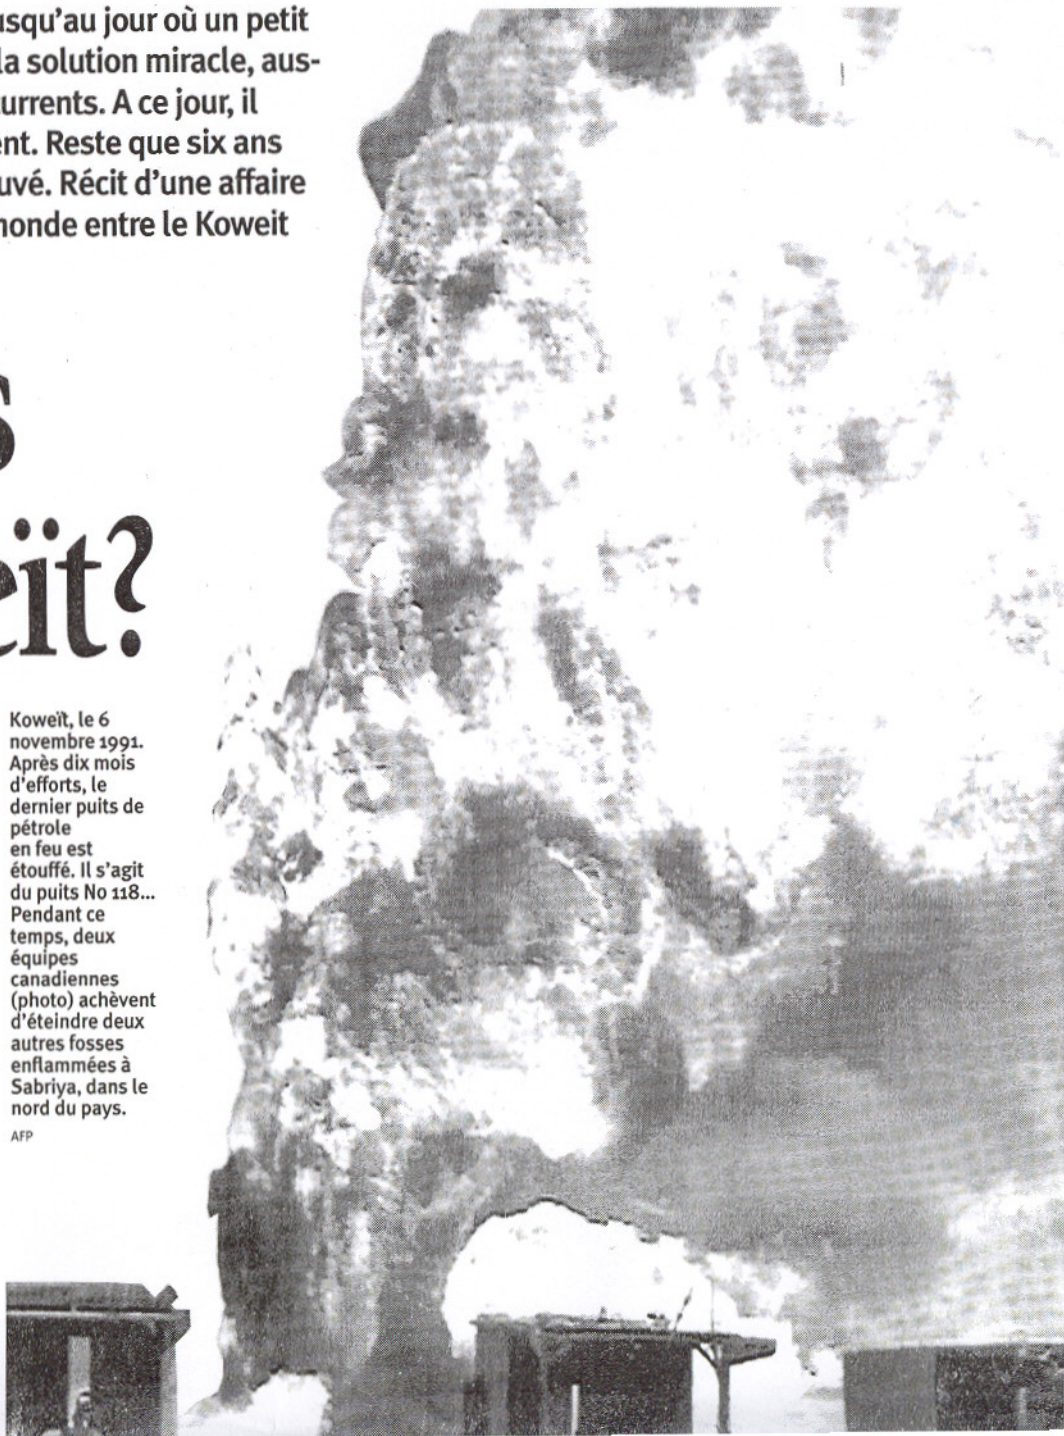 usqu'au jour où un petit
la solution miracle, aus-
urrents. A ce jour, il
ent. Reste que six ans
uvé. Récit d'une affaire
monde entre le Koweit
s
eït?
Koweït, le 6
novembre 1991.
Après dix mois
d'efforts, le
dernier puits de
pétrole
en feu est
étouffé. Il s'agit
du puits No 118...
Pendant ce
temps, deux
équipes
canadiennes
(photo) achèvent
d'éteindre deux
autres fosses
enflammées à
Sabriya, dans le
nord du pays.
AFP